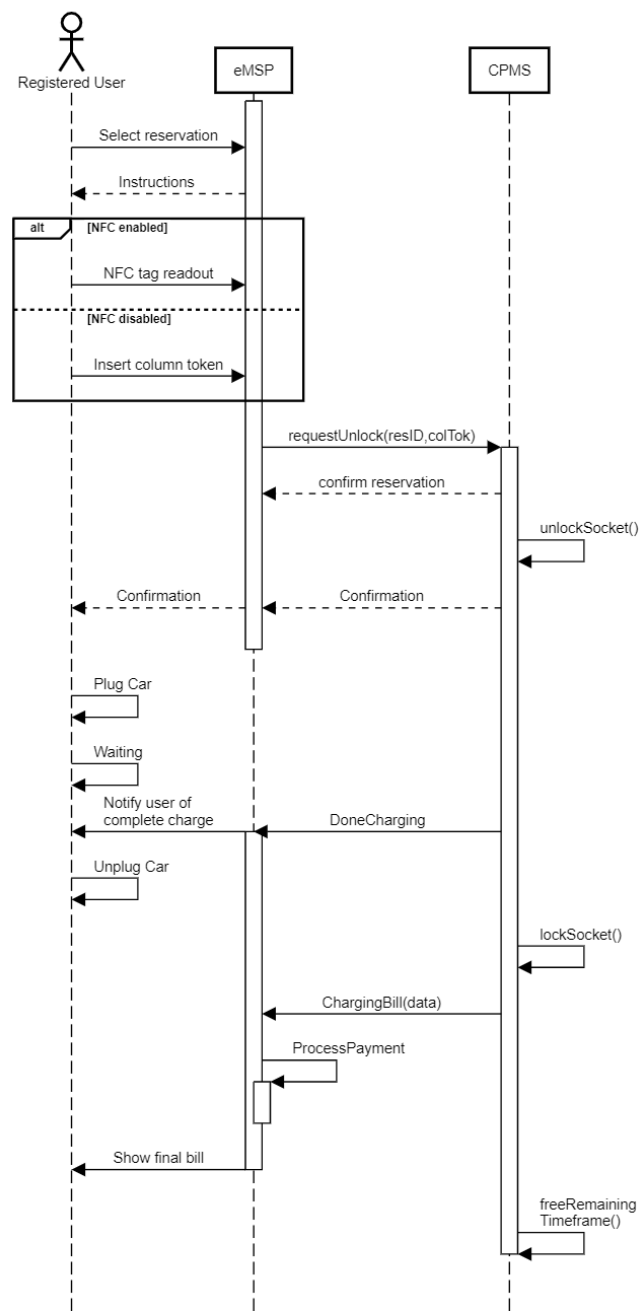 Registered User
eMSP
CPMS
Select reservation
Instructions
alt
[NFC enabled]
NFC tag readout
[NFC disabled]
Insert column token
requestUnlock(resID,colTok)
confirm reservation
unlockSocket()
Confirmation
Confirmation
Plug Car
Waiting
Notify user of
complete charge
DoneCharging
Unplug Car
lockSocket()
ChargingBill(data)
ProcessPayment
Show final bill
freeRemaining
Timeframe()